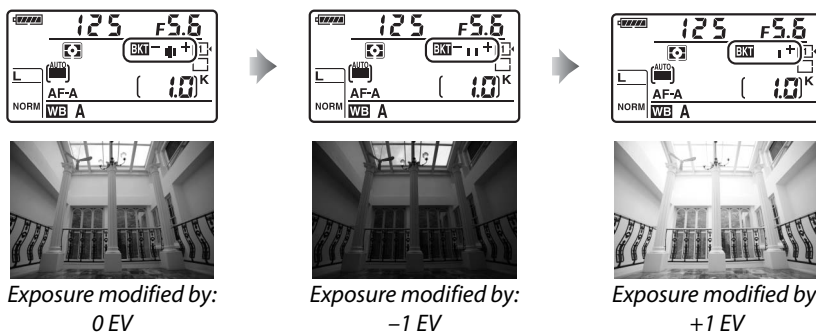 125 F5.6
BKT – +
AUTO
L
AF-A ( 1.0) K
NORM WB A
125 F5.6
BKT – +
AUTO
L
AF-A ( 1.0) K
NORM WB A
125 F5.6
BKT +
AUTO
L
AF-A ( 1.0) K
NORM WB A
Exposure modified by:
0 EV
Exposure modified by:
–1 EV
Exposure modified by
+1 EV